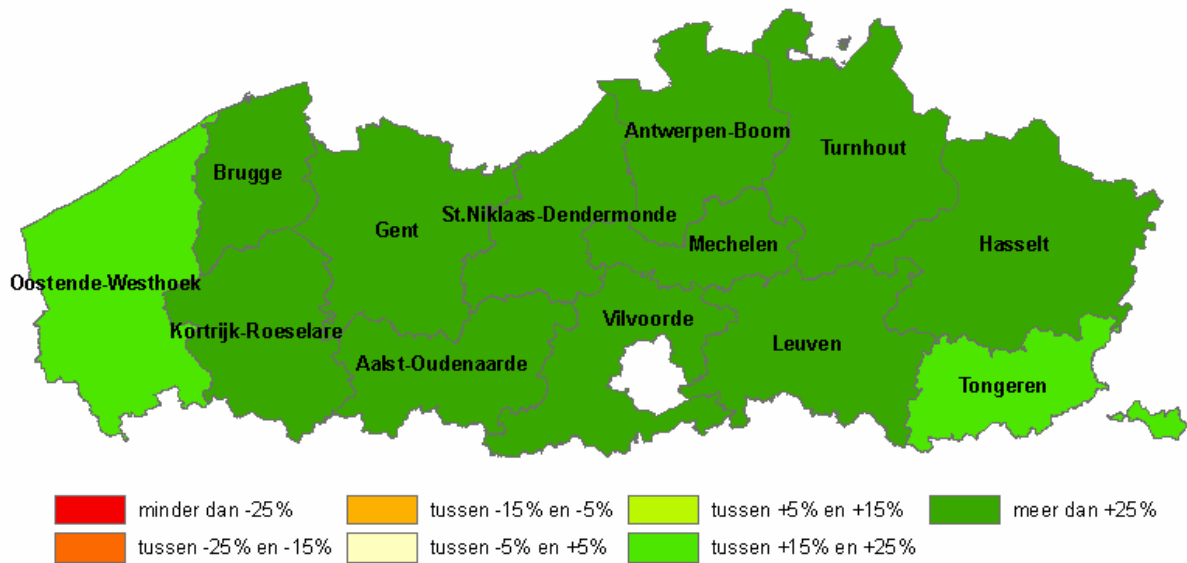 Antwerpen-Boom
Turnhout
Brugge
St.Niklaas-Dendermonde
Gent
Mechelen
Hasselt
Oostende-Westhoek
Vilvoorde
Kortrijk-Roeselare
Leuven
Aalst-Oudenaarde
Tongeren
minder dan -25%
tussen -15% en -5%
tussen +5% en +15%
meer dan +25%
tussen -25% en -15%
tussen -5% en +5%
tussen +15% en +25%